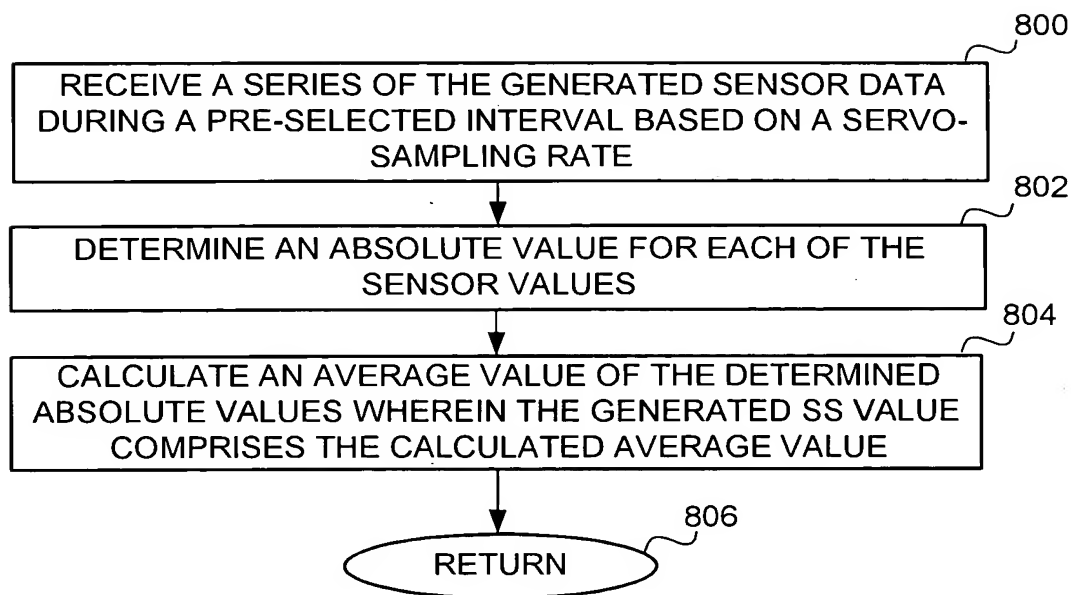 800
RECEIVE A SERIES OF THE GENERATED SENSOR DATA
DURING A PRE-SELECTED INTERVAL BASED ON A SERVO-
SAMPLING RATE
802
DETERMINE AN ABSOLUTE VALUE FOR EACH OF THE
SENSOR VALUES
804
CALCULATE AN AVERAGE VALUE OF THE DETERMINED
ABSOLUTE VALUES WHEREIN THE GENERATED SS VALUE
COMPRISES THE CALCULATED AVERAGE VALUE
806
RETURN